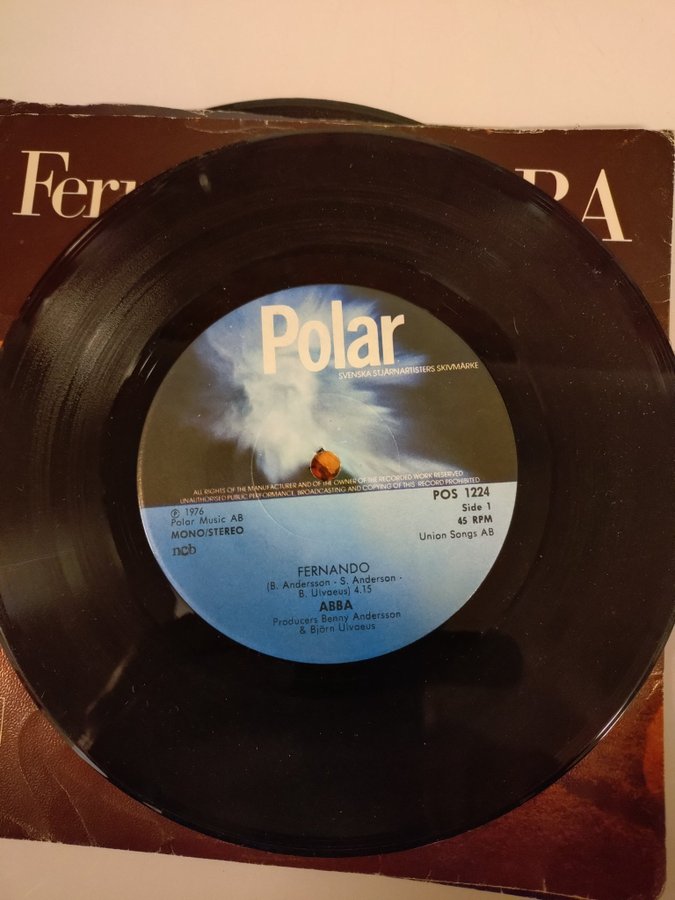 Fer
BA
Polar
SVENSKA STJÄRNARTISTERS SKIVMÄRKE
ALL RIGHTS OF THE MANUFACTURER AND OF THE OWNER OF THE RECORDED WORK RESERVED
UNAUTHORISED PUBLIC PERFORMANCE, BROADCASTING AND COPYING OF THIS RECORD PROHIBITED
℗ 1976
Polar Music AB
MONO/STEREO
ncb
POS 1224
Side 1
45 RPM
Union Songs AB
FERNANDO
(B. Andersson - S. Anderson -
B. Ulvaeus) 4.15
ABBA
Producers Benny Andersson
& Björn Ulvaeus